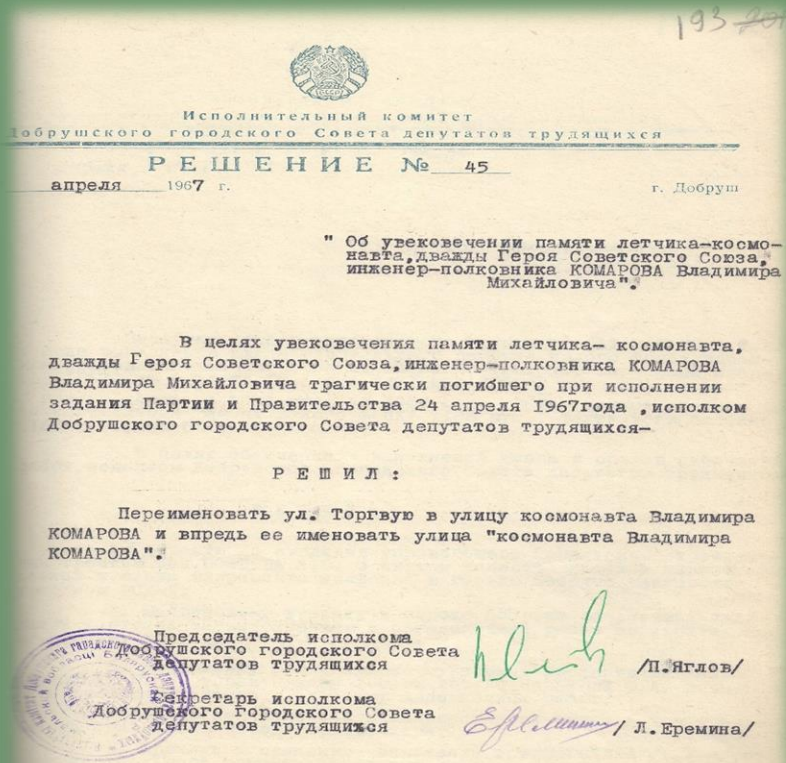 193 201
Исполнительный комитет
Добрушского городского Совета депутатов трудящихся
РЕШЕНИЕ № 45
апреля 1967 г. г. Добруш
" Об увековечении памяти летчика-космо-
навта,дважды Героя Советского Союза,
инженер-полковника КОМАРОВА Владимира
Михайловича".
В целях увековечения памяти летчика- космонавта,
дважды Героя Советского Союза,инженер-полковника КОМАРОВА
Владимира Михайловича трагически погибшего при исполнении
задания Партии и Правительства 24 апреля I967года ,исполком
Добрушского городского Совета депутатов трудящихся-
РЕШИЛ:
Переименовать ул. Торгвую в улицу космонавта Владимира
КОМАРОВА и впредь ее именовать улица "космонавта Владимира
КОМАРОВА".
Председатель исполкома
Добрушского городского Совета
депутатов трудящихся /П.Яглов/
Секретарь исполкома
Добрушского городского Совета
депутатов трудящихся / Л.Еремина/